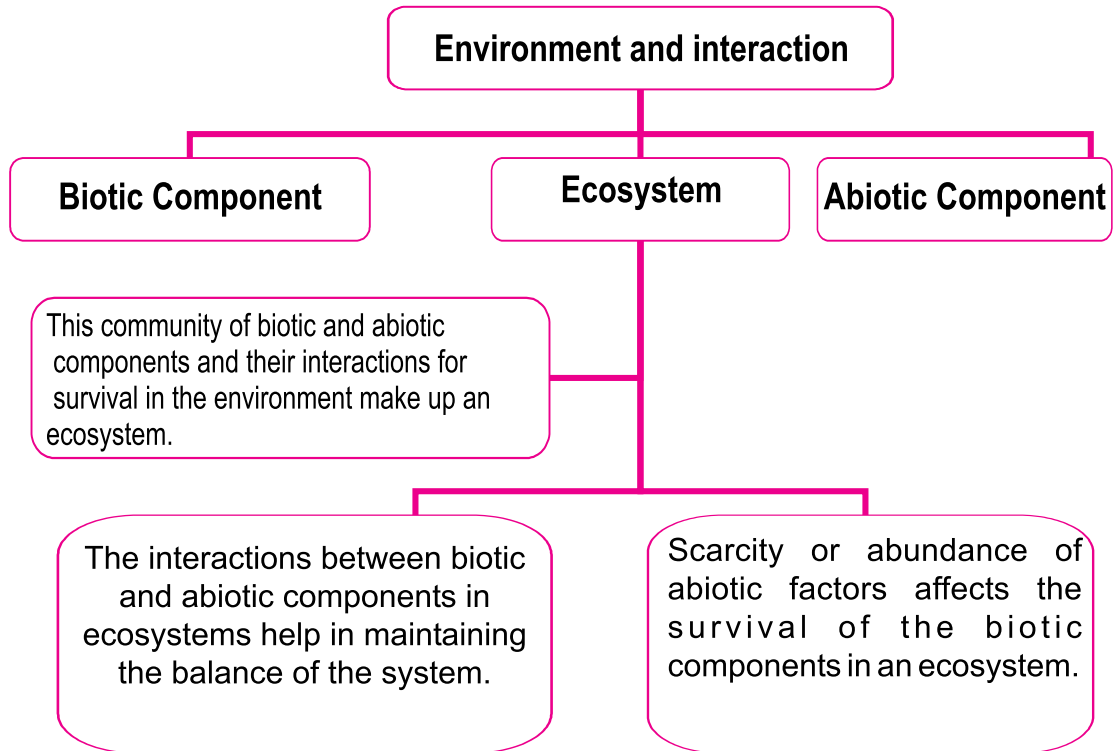 Environment and interaction
Biotic Component
Ecosystem
Abiotic Component
This community of biotic and abiotic
components and their interactions for
survival in the environment make up an
ecosystem.
The interactions between biotic
and abiotic components in
ecosystems help in maintaining
the balance of the system.
Scarcity or abundance of
abiotic factors affects the
survival of the biotic
components in an ecosystem.